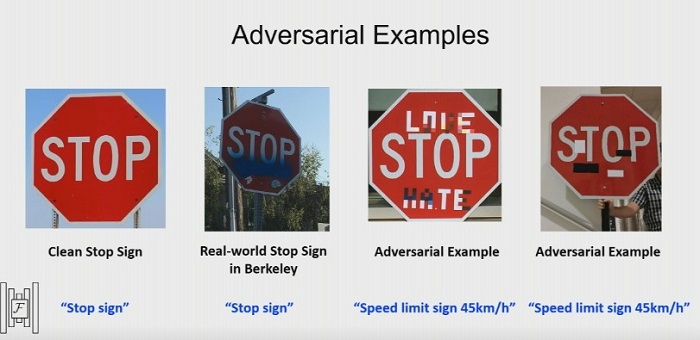 Adversarial Examples
STOP
STOP
LOVE
STOP
HATE
STOP
Clean Stop Sign
Real-world Stop Sign
in Berkeley
Adversarial Example
Adversarial Example
“Stop sign”
“Stop sign”
“Speed limit sign 45km/h”
“Speed limit sign 45km/h”
F